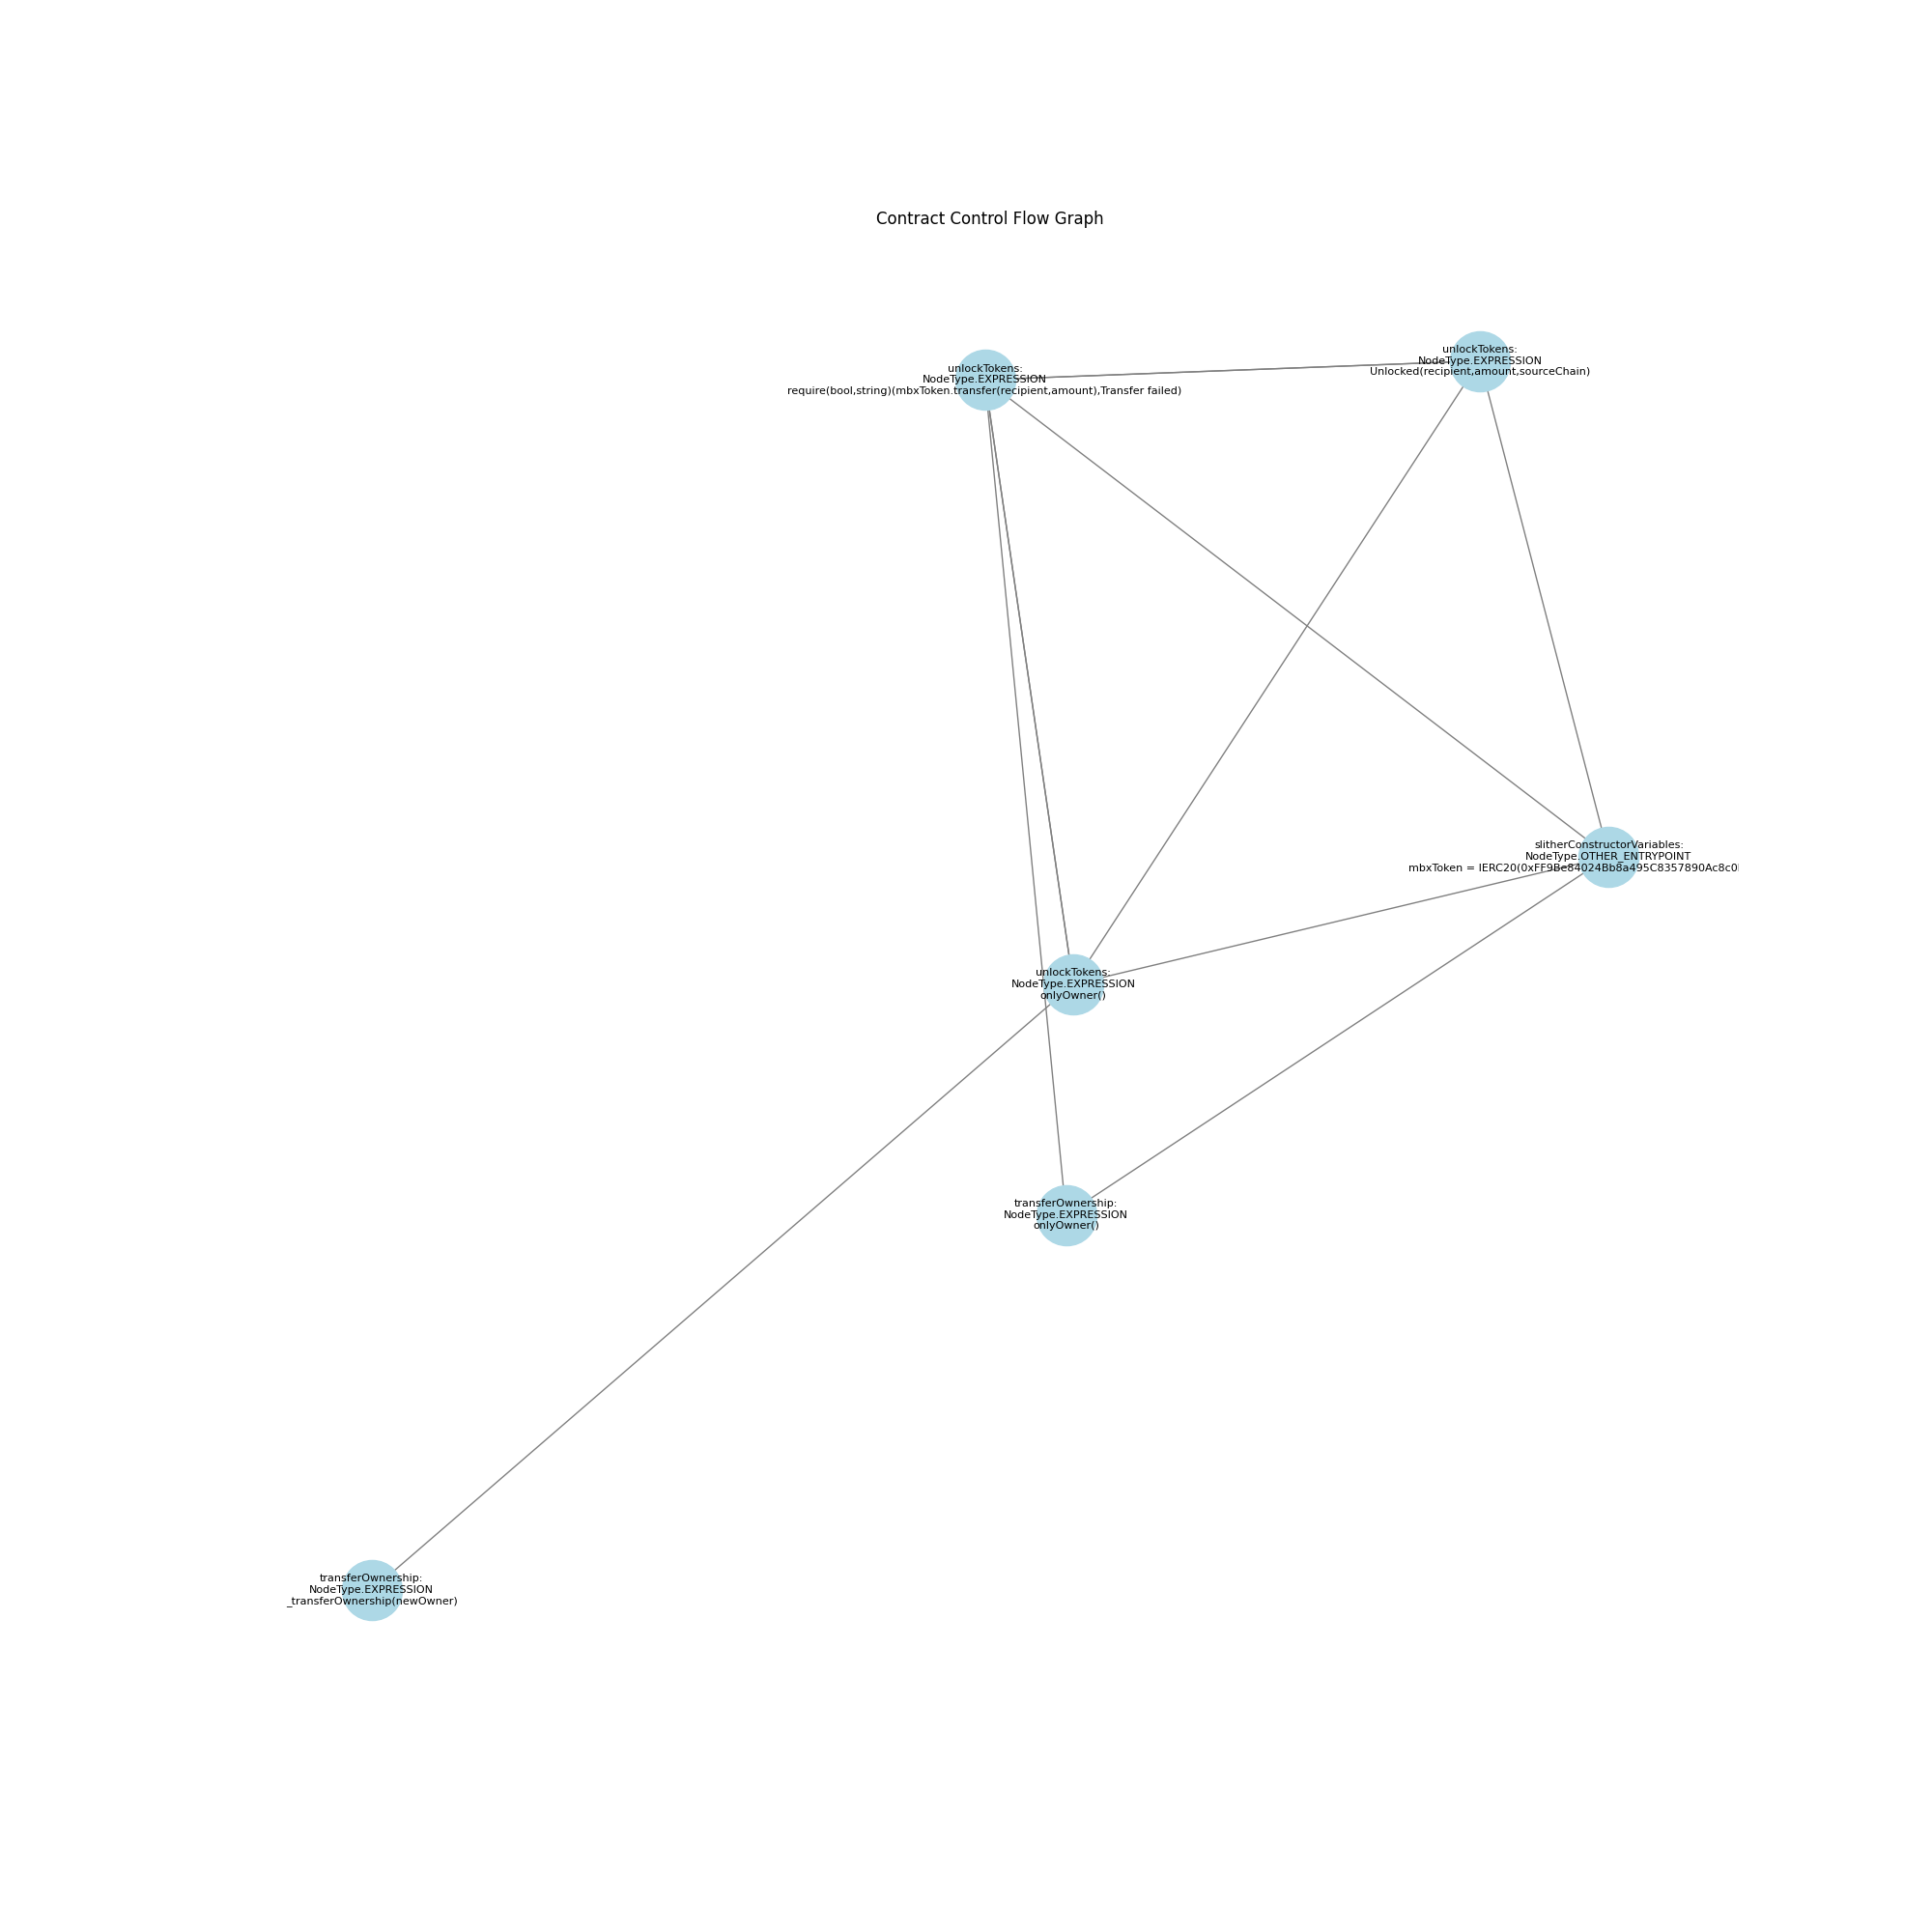 Contract Control Flow Graph
unlockTokens:
NodeType.EXPRESSION
Unlocked(recipient,amount,sourceChain)
unlockTokens:
NodeType.EXPRESSION
require(bool,string)(mbxToken.transfer(recipient,amount),Transfer failed)
slitherConstructorVariables:
NodeType.OTHER_ENTRYPOINT
mbxToken = IERC20(0xFF9Be84024Bb8a495C8357890Ac8c0
unlockTokens:
NodeType.EXPRESSION
onlyOwner()
transferOwnership:
NodeType.EXPRESSION
onlyOwner()
transferOwnership:
NodeType.EXPRESSION
_transferOwnership(newOwner)